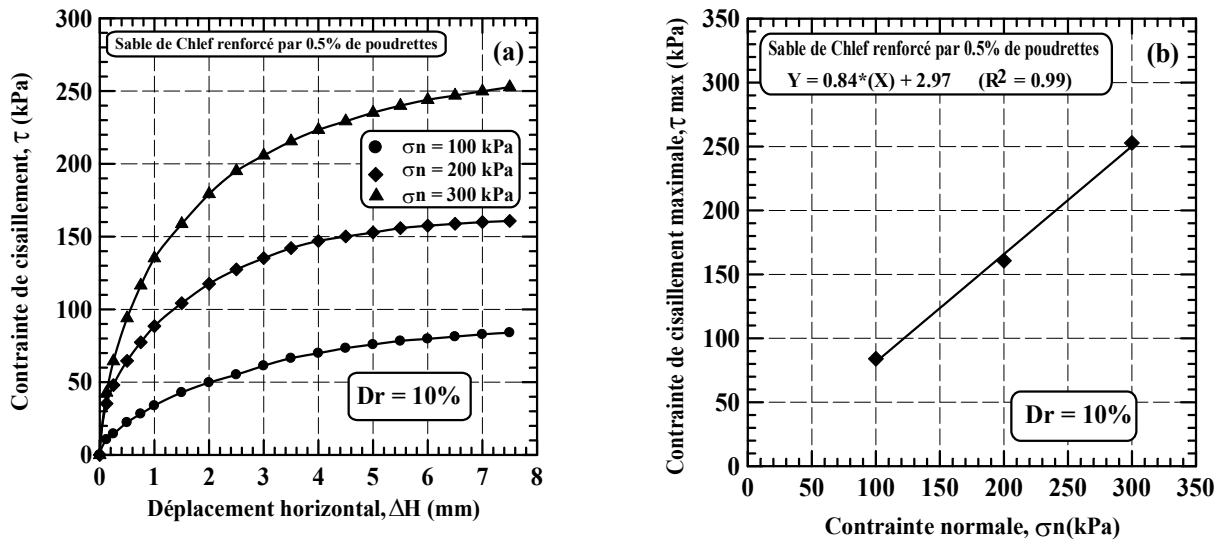 Sable de Chlef renforcé par 0.5% de poudrettes
(a)
σn = 100 kPa
σn = 200 kPa
σn = 300 kPa
Dr = 10%
300
250
200
150
100
50
0
0 1 2 3 4 5 6 7 8
Contrainte de cisaillement, τ (kPa)
Déplacement horizontal, ΔH (mm)
Sable de Chlef renforcé par 0.5% de poudrettes
Y = 0.84*(X) + 2.97 (R2 = 0.99)
(b)
Dr = 10%
350
300
250
200
150
100
50
0
0 50 100 150 200 250 300 350
Contrainte de cisaillement maximale, τ max (kPa)
Contrainte normale, σn(kPa)